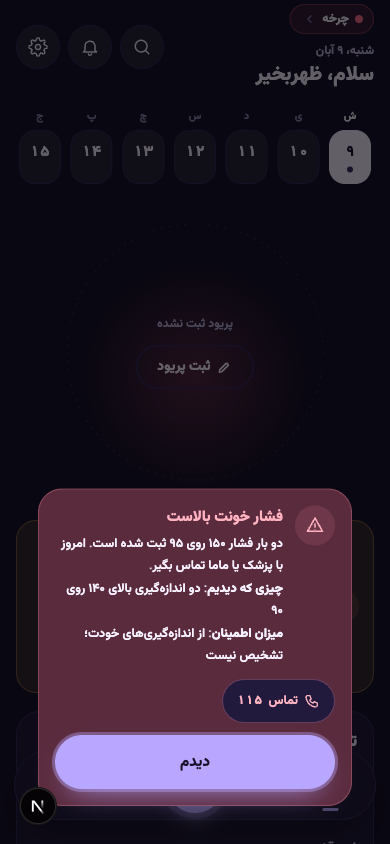 چرخه
شنبه، ۹ آبان
سلام، ظهربخیر
ش ی د س چ پ ج
۹ ۱۰ ۱۱ ۱۲ ۱۳ ۱۴ ۱۵
پریود ثبت نشده
ثبت پریود
فشار خونت بالاست
دو بار فشار ۱۵۰ روی ۹۵ ثبت شده است. امروز
با پزشک یا ماما تماس بگیر.
چیزی که دیدیم: دو اندازه‌گیری بالای ۱۴۰ روی
۹۰
میزان اطمینان: از اندازه‌گیری‌های خودت؛
تشخیص نیست
تماس ۱۱۵
دیدم
N